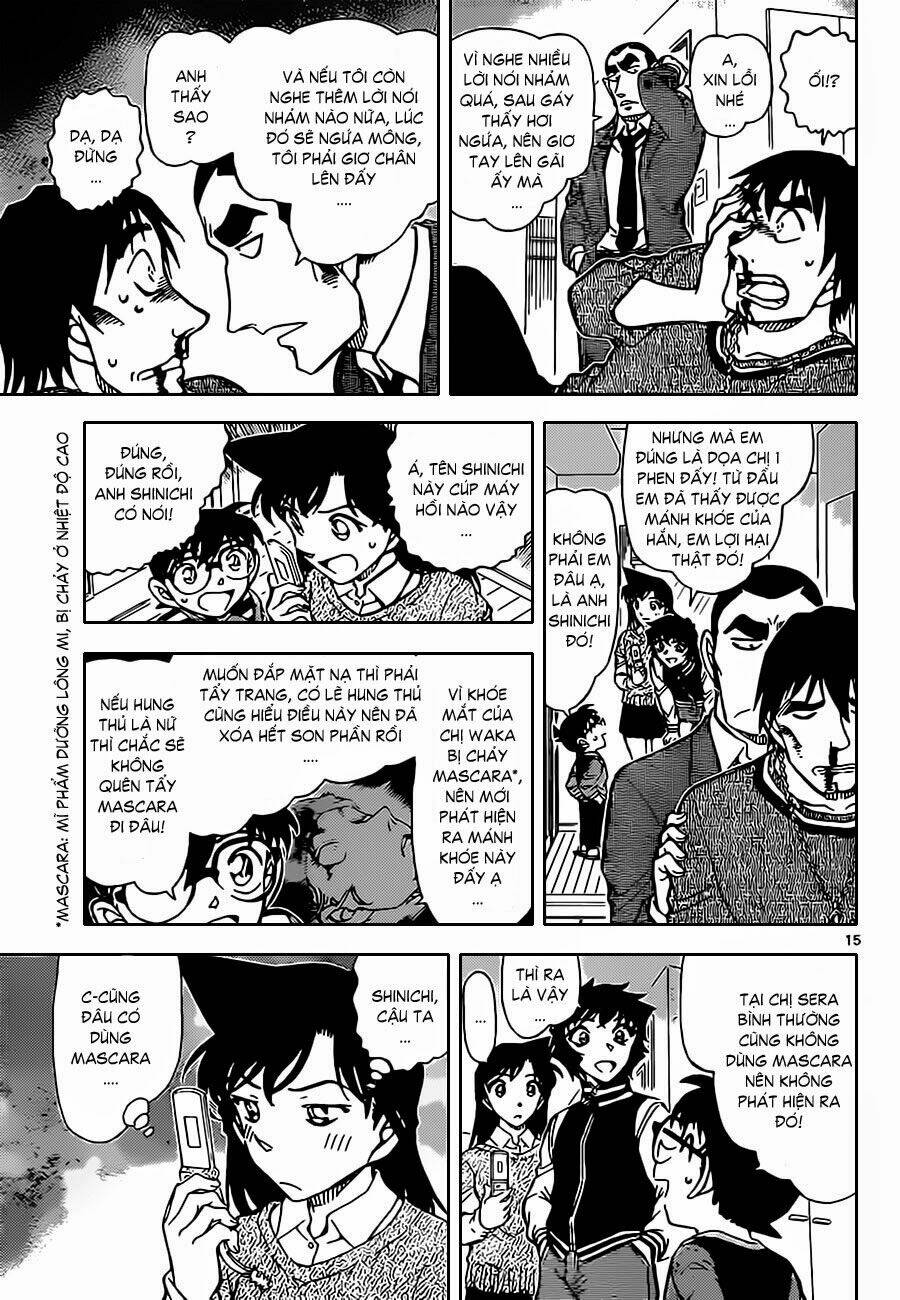 ỐI!?
A,
XIN LỖI
NHÉ
...
VÌ NGHE NHIỀU
LỜI NÓI NHẢM
QUÁ, SAU GÁY
THẤY HƠI
NGỨA, NÊN GIƠ
TAY LÊN GÃI
ẤY MÀ
...
VÀ NẾU TÔI CÒN
NGHE THÊM LỜI NÓI
NHẢM NÀO NỮA, LÚC
ĐÓ SẼ NGỨA MÔNG,
TÔI PHẢI GIƠ CHÂN
LÊN ĐẤY
....
ANH
THẤY
SAO
?
DẠ, DẠ
ĐỪNG
...
NHƯNG MÀ EM
ĐÚNG LÀ DỌA CHỊ 1
PHEN ĐẤY! TỪ ĐẦU
EM ĐÃ THẤY ĐƯỢC
MÁNH KHÓE CỦA
HẮN, EM LỢI HẠI
THẬT ĐÓ!
KHÔNG
PHẢI EM
ĐÂU Ạ,
LÀ ANH
SHINICHI
ĐÓ!
Á, TÊN SHINICHI
NÀY CÚP MÁY
HỒI NÀO VẬY
...
ĐÚNG,
ĐÚNG RỒI,
ANH SHINICHI
CÓ NÓI!
VÌ KHÓE
MẮT CỦA
CHỊ WAKA
BỊ CHÁY
MASCARA*,
NÊN MỚI
PHÁT HIỆN
RA MÁNH
KHÓE NÀY
ĐẤY Ạ
...
MUỐN ĐẮP MẶT NẠ THÌ PHẢI
TẨY TRANG, CÓ LẼ HUNG THỦ
CŨNG HIỂU ĐIỀU NÀY NÊN ĐÃ
XÓA HẾT SON PHẤN RỒI
....
NẾU HUNG
THỦ LÀ NỮ
THÌ CHẮC SẼ
KHÔNG
QUÊN TẨY
MASCARA
ĐI ĐÂU!
*MASCARA: MĨ PHẨM DƯỠNG LÔNG MI, BỊ CHẢY Ở NHIỆT ĐỘ CAO
15
TẠI CHỊ SERA
BÌNH THƯỜNG
CŨNG KHÔNG
DÙNG MASCARA
NÊN KHÔNG
PHÁT HIỆN RA
ĐÓ!
THÌ RA
LÀ VẬY
...
...
SHINICHI,
CẬU TA
...
C-CŨNG
ĐÂU CÓ
DÙNG
MASCARA
....